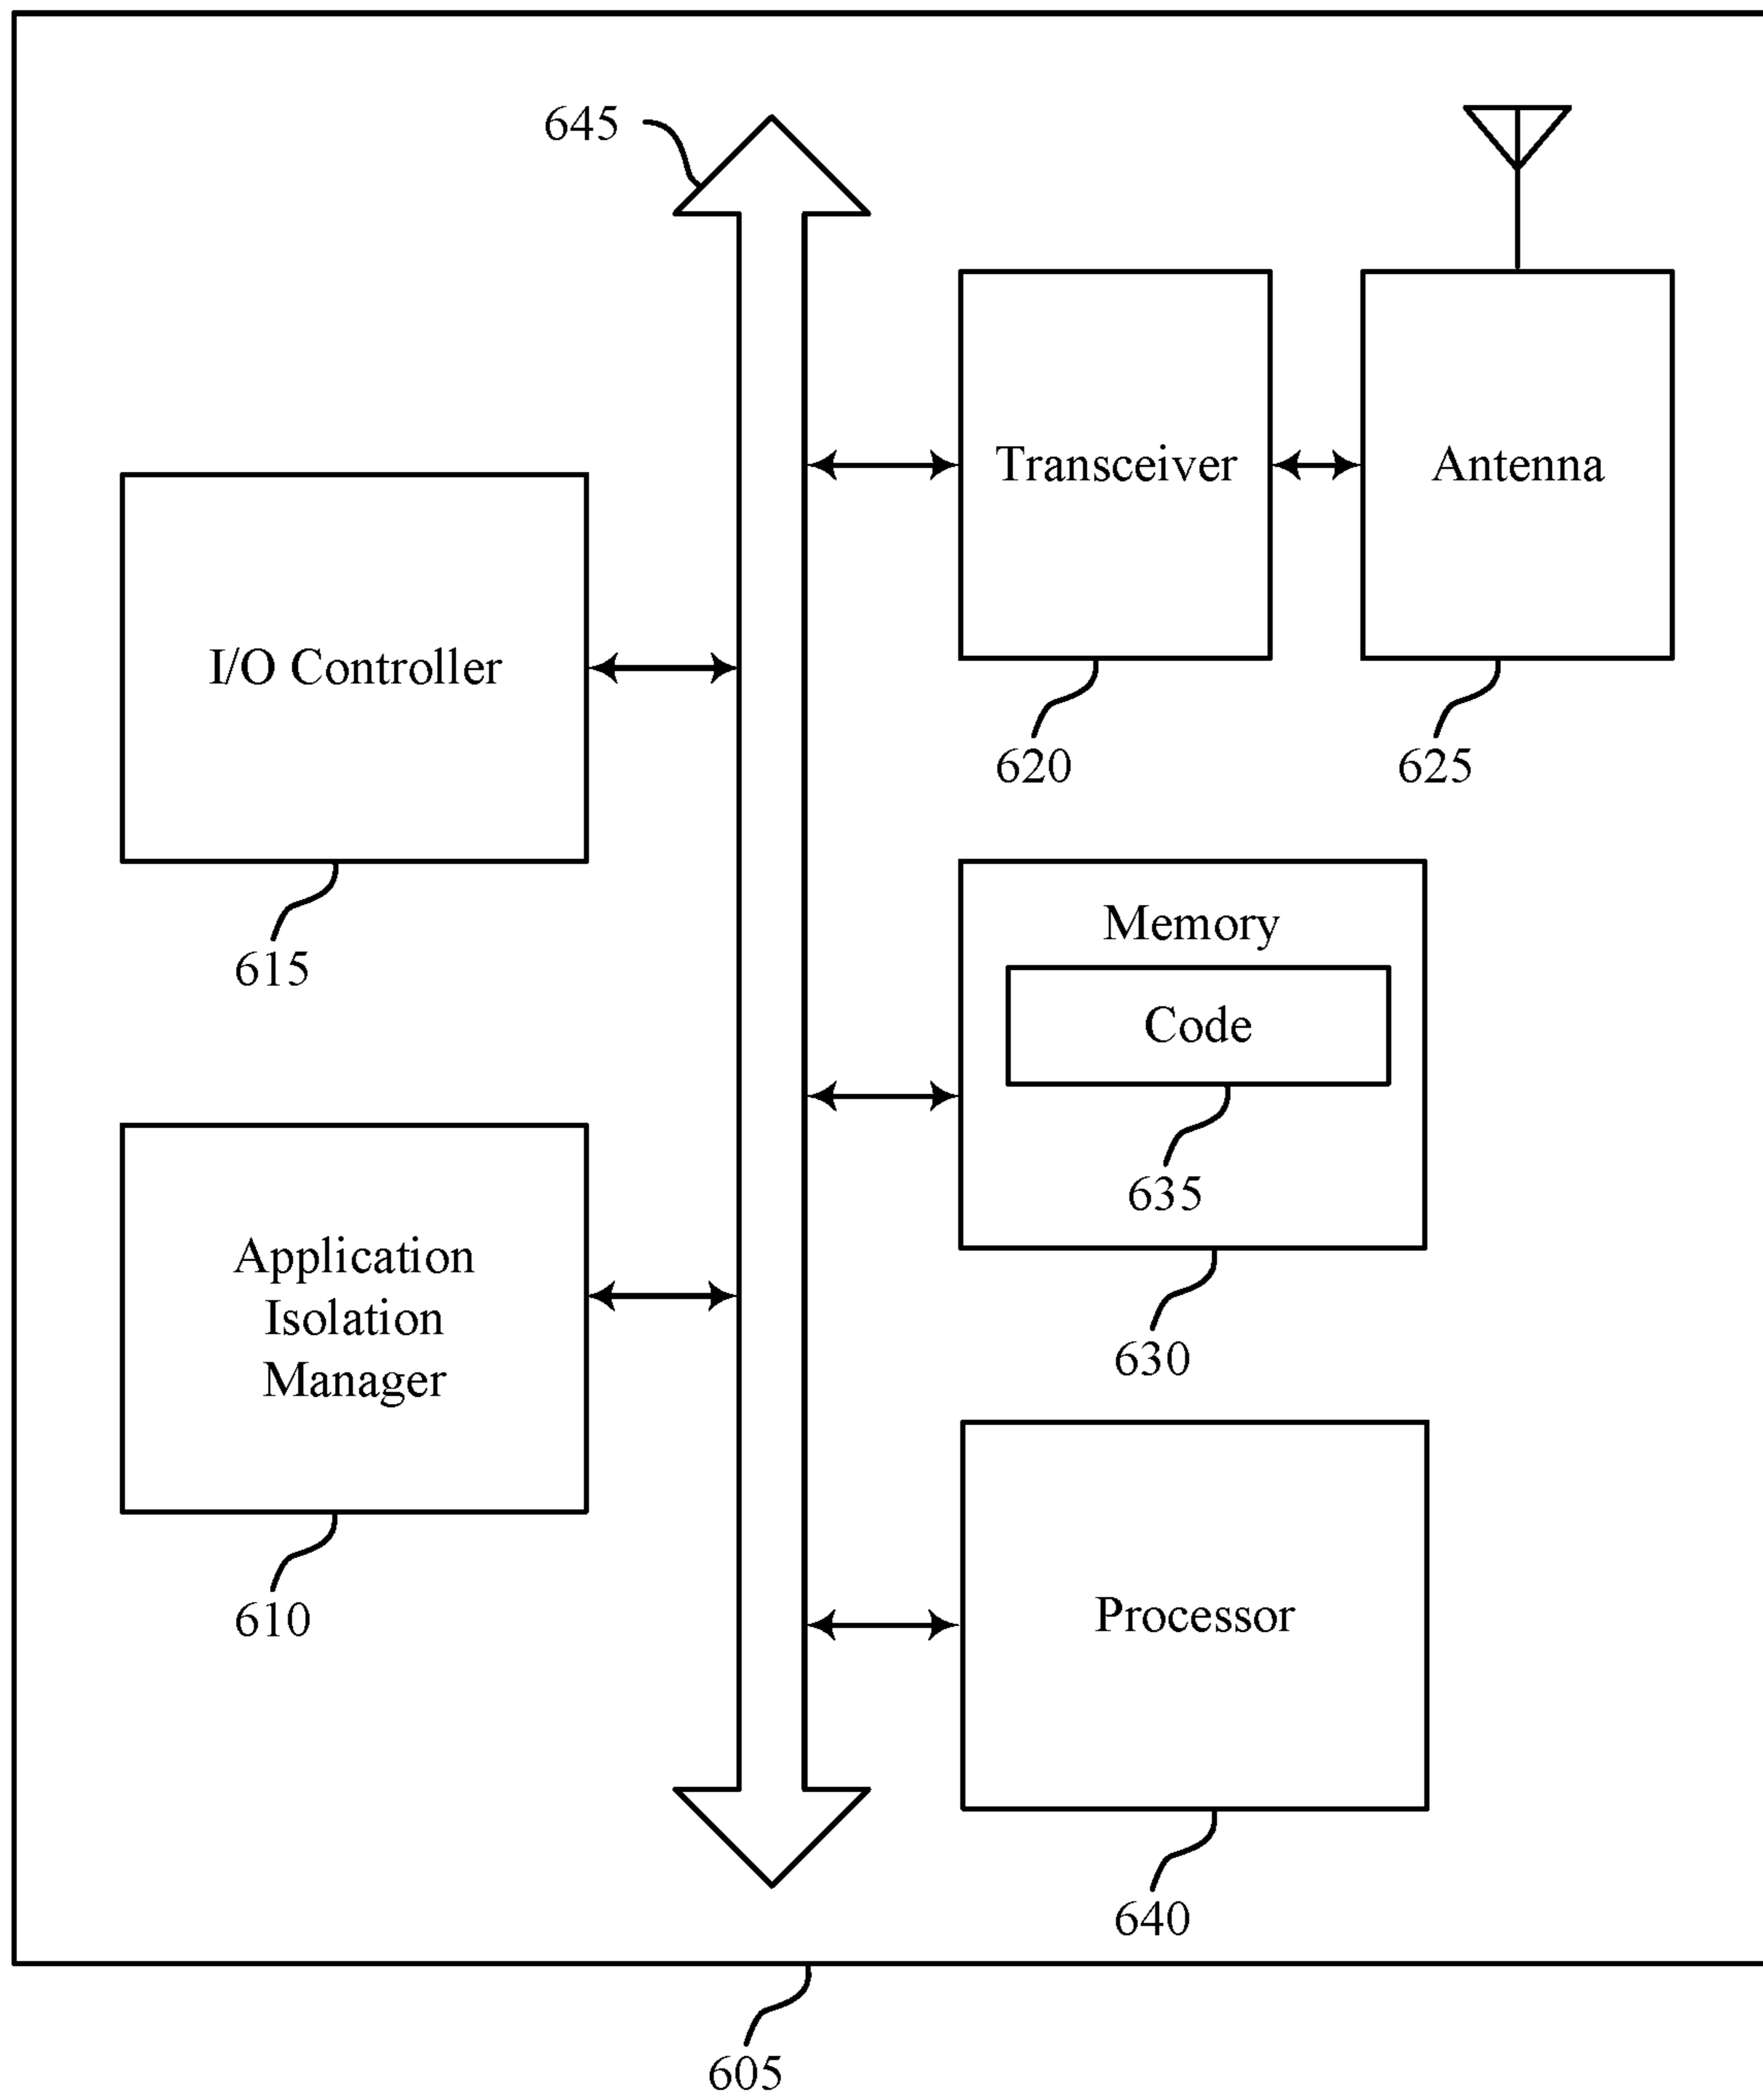 645
Transceiver
Antenna
620
625
I/O Controller
615
Memory
Code
635
630
Application
Isolation
Manager
610
Processor
640
605